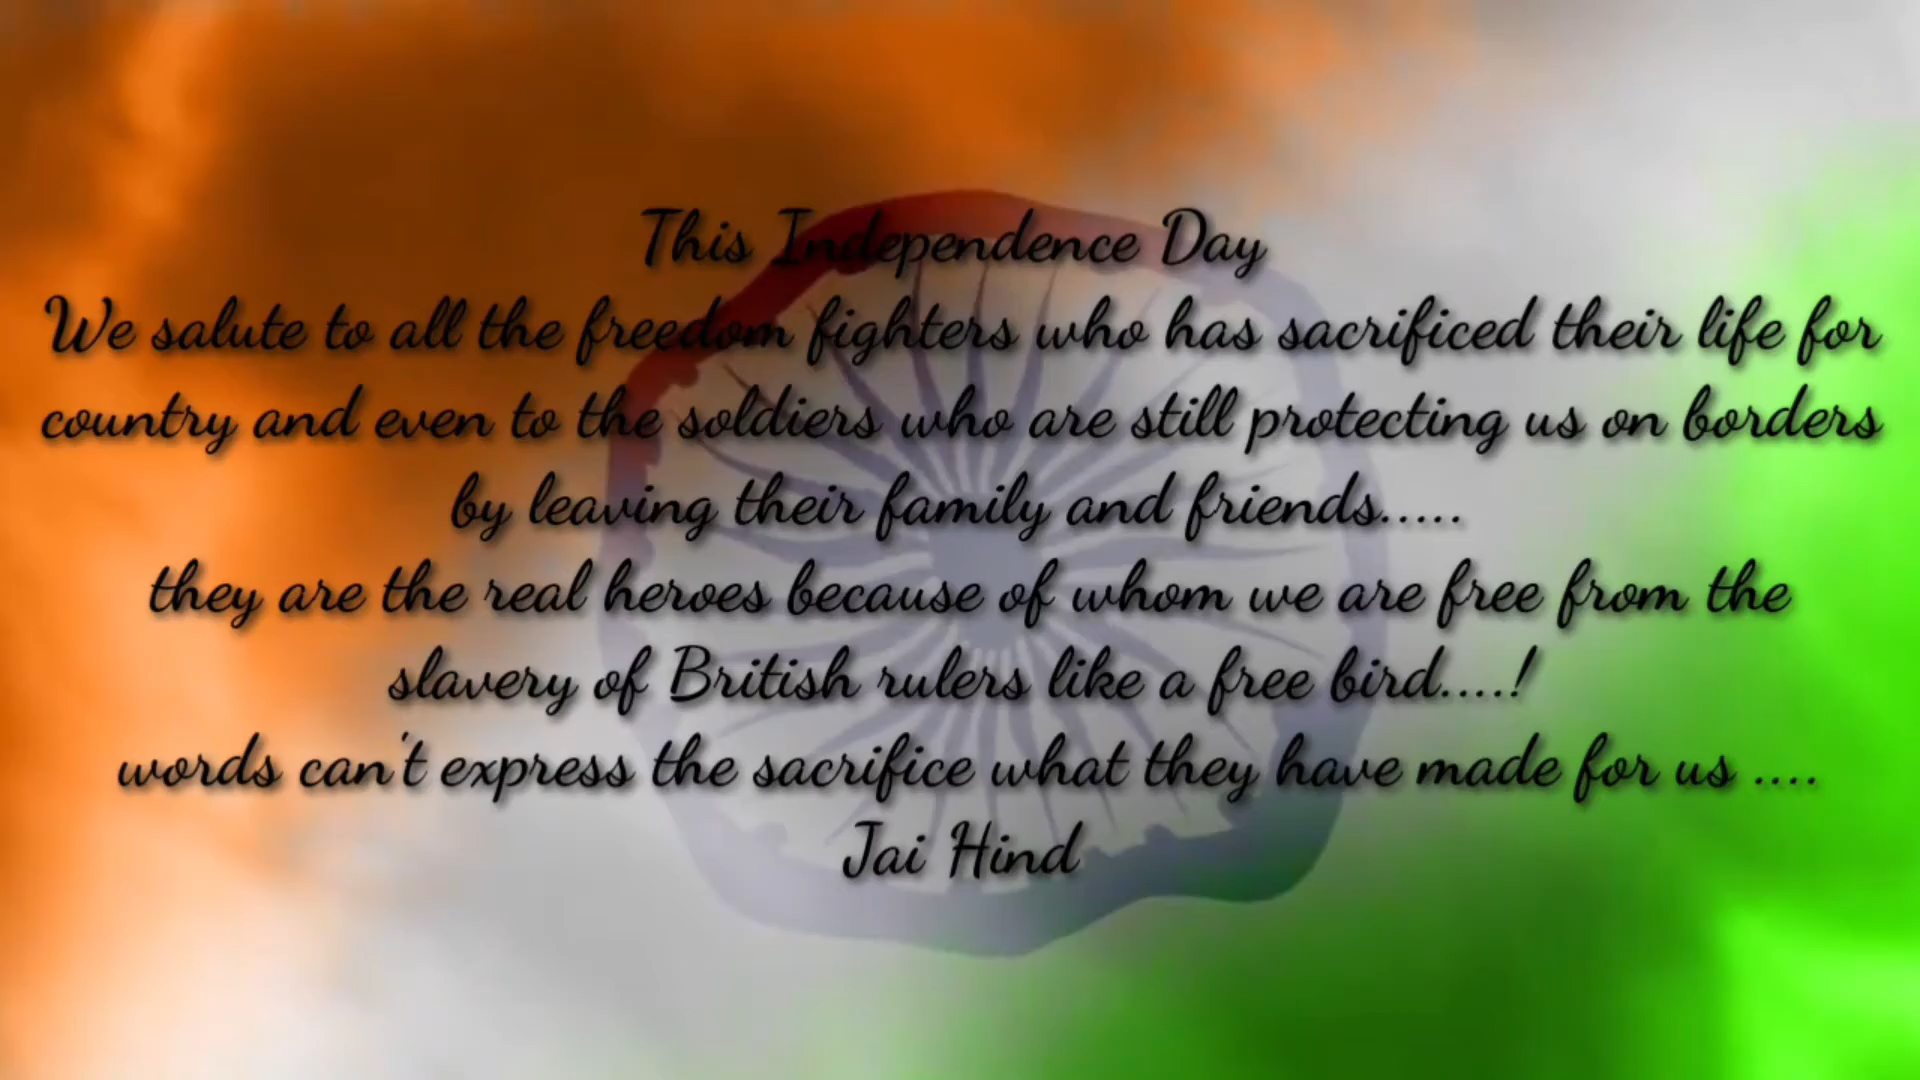 This Independence Day
We salute to all the freedom fighters who has sacrificed their life for
country and even to the soldiers who are still protecting us on borders
by leaving their family and friends.....
they are the real heroes because of whom we are free from the
slavery of British rulers like a free bird....!
words can't express the sacrifice what they have made for us ....
Jai Hind